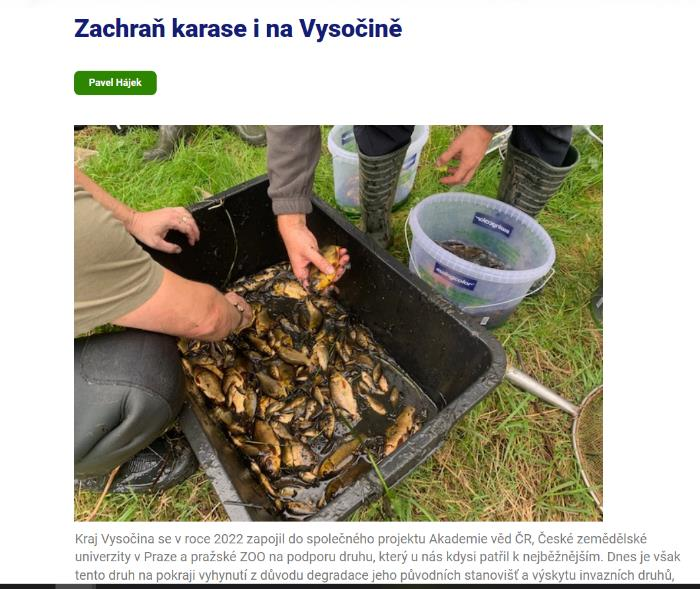 Zachraň karase i na Vysočině
Pavel Hájek
Kraj Vysočina se v roce 2022 zapojil do společného projektu Akademie věd ČR, České zemědělské
univerzity v Praze a pražské ZOO na podporu druhu, který u nás kdysi patřil k nejběžnějším. Dnes je však
tento druh na pokraji vyhynutí z důvodu degradace jeho původních stanovišť a výskytu invazních druhů,